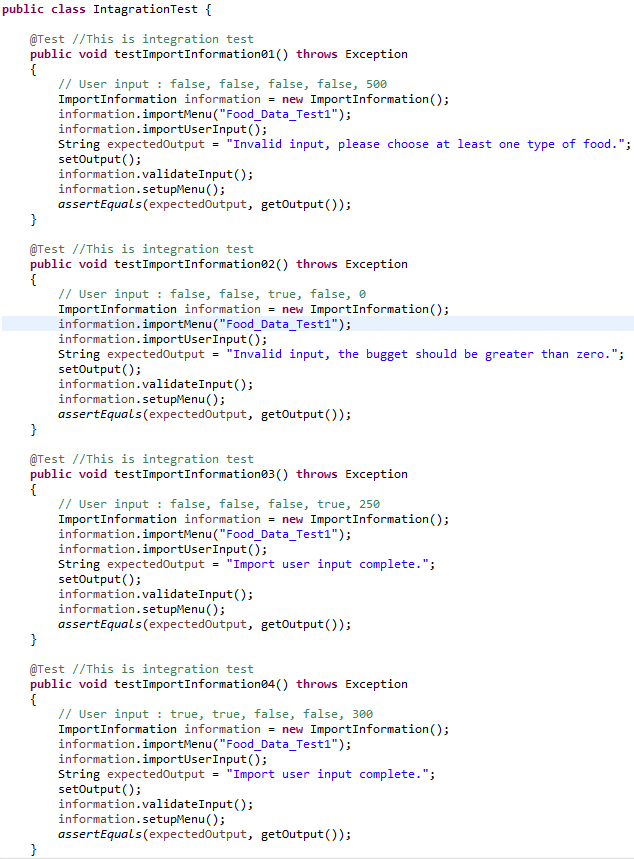 public class IntagrationTest {
@Test //This is integration test
public void testImportInformation01() throws Exception
{
// User input : false, false, false, false, 500
ImportInformation information = new ImportInformation();
information.importMenu("Food_Data_Test1");
information.importUserInput();
String expectedOutput = "Invalid input, please choose at least one type of food.";
setOutput();
information.validateInput();
information.setupMenu();
assertEquals(expectedOutput, getOutput());
}
@Test //This is integration test
public void testImportInformation02() throws Exception
{
// User input : false, false, true, false, 0
ImportInformation information = new ImportInformation();
information.importMenu("Food_Data_Test1");
information.importUserInput();
String expectedOutput = "Invalid input, the bugget should be greater than zero.";
setOutput();
information.validateInput();
information.setupMenu();
assertEquals(expectedOutput, getOutput());
}
@Test //This is integration test
public void testImportInformation03() throws Exception
{
// User input : false, false, false, true, 250
ImportInformation information = new ImportInformation();
information.importMenu("Food_Data_Test1");
information.importUserInput();
String expectedOutput = "Import user input complete.";
setOutput();
information.validateInput();
information.setupMenu();
assertEquals(expectedOutput, getOutput());
}
@Test //This is integration test
public void testImportInformation04() throws Exception
{
// User input : true, true, false, false, 300
ImportInformation information = new ImportInformation();
information.importMenu("Food_Data_Test1");
information.importUserInput();
String expectedOutput = "Import user input complete.";
setOutput();
information.validateInput();
information.setupMenu();
assertEquals(expectedOutput, getOutput());
}